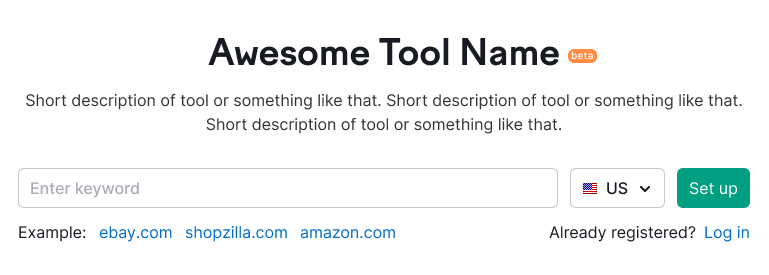 Awesome Tool Name beta
Short description of tool or something like that. Short description of tool or something like that.
Short description of tool or something like that.
Enter keyword US Set up
Example: ebay.com shopzilla.com amazon.com Already registered? Log in